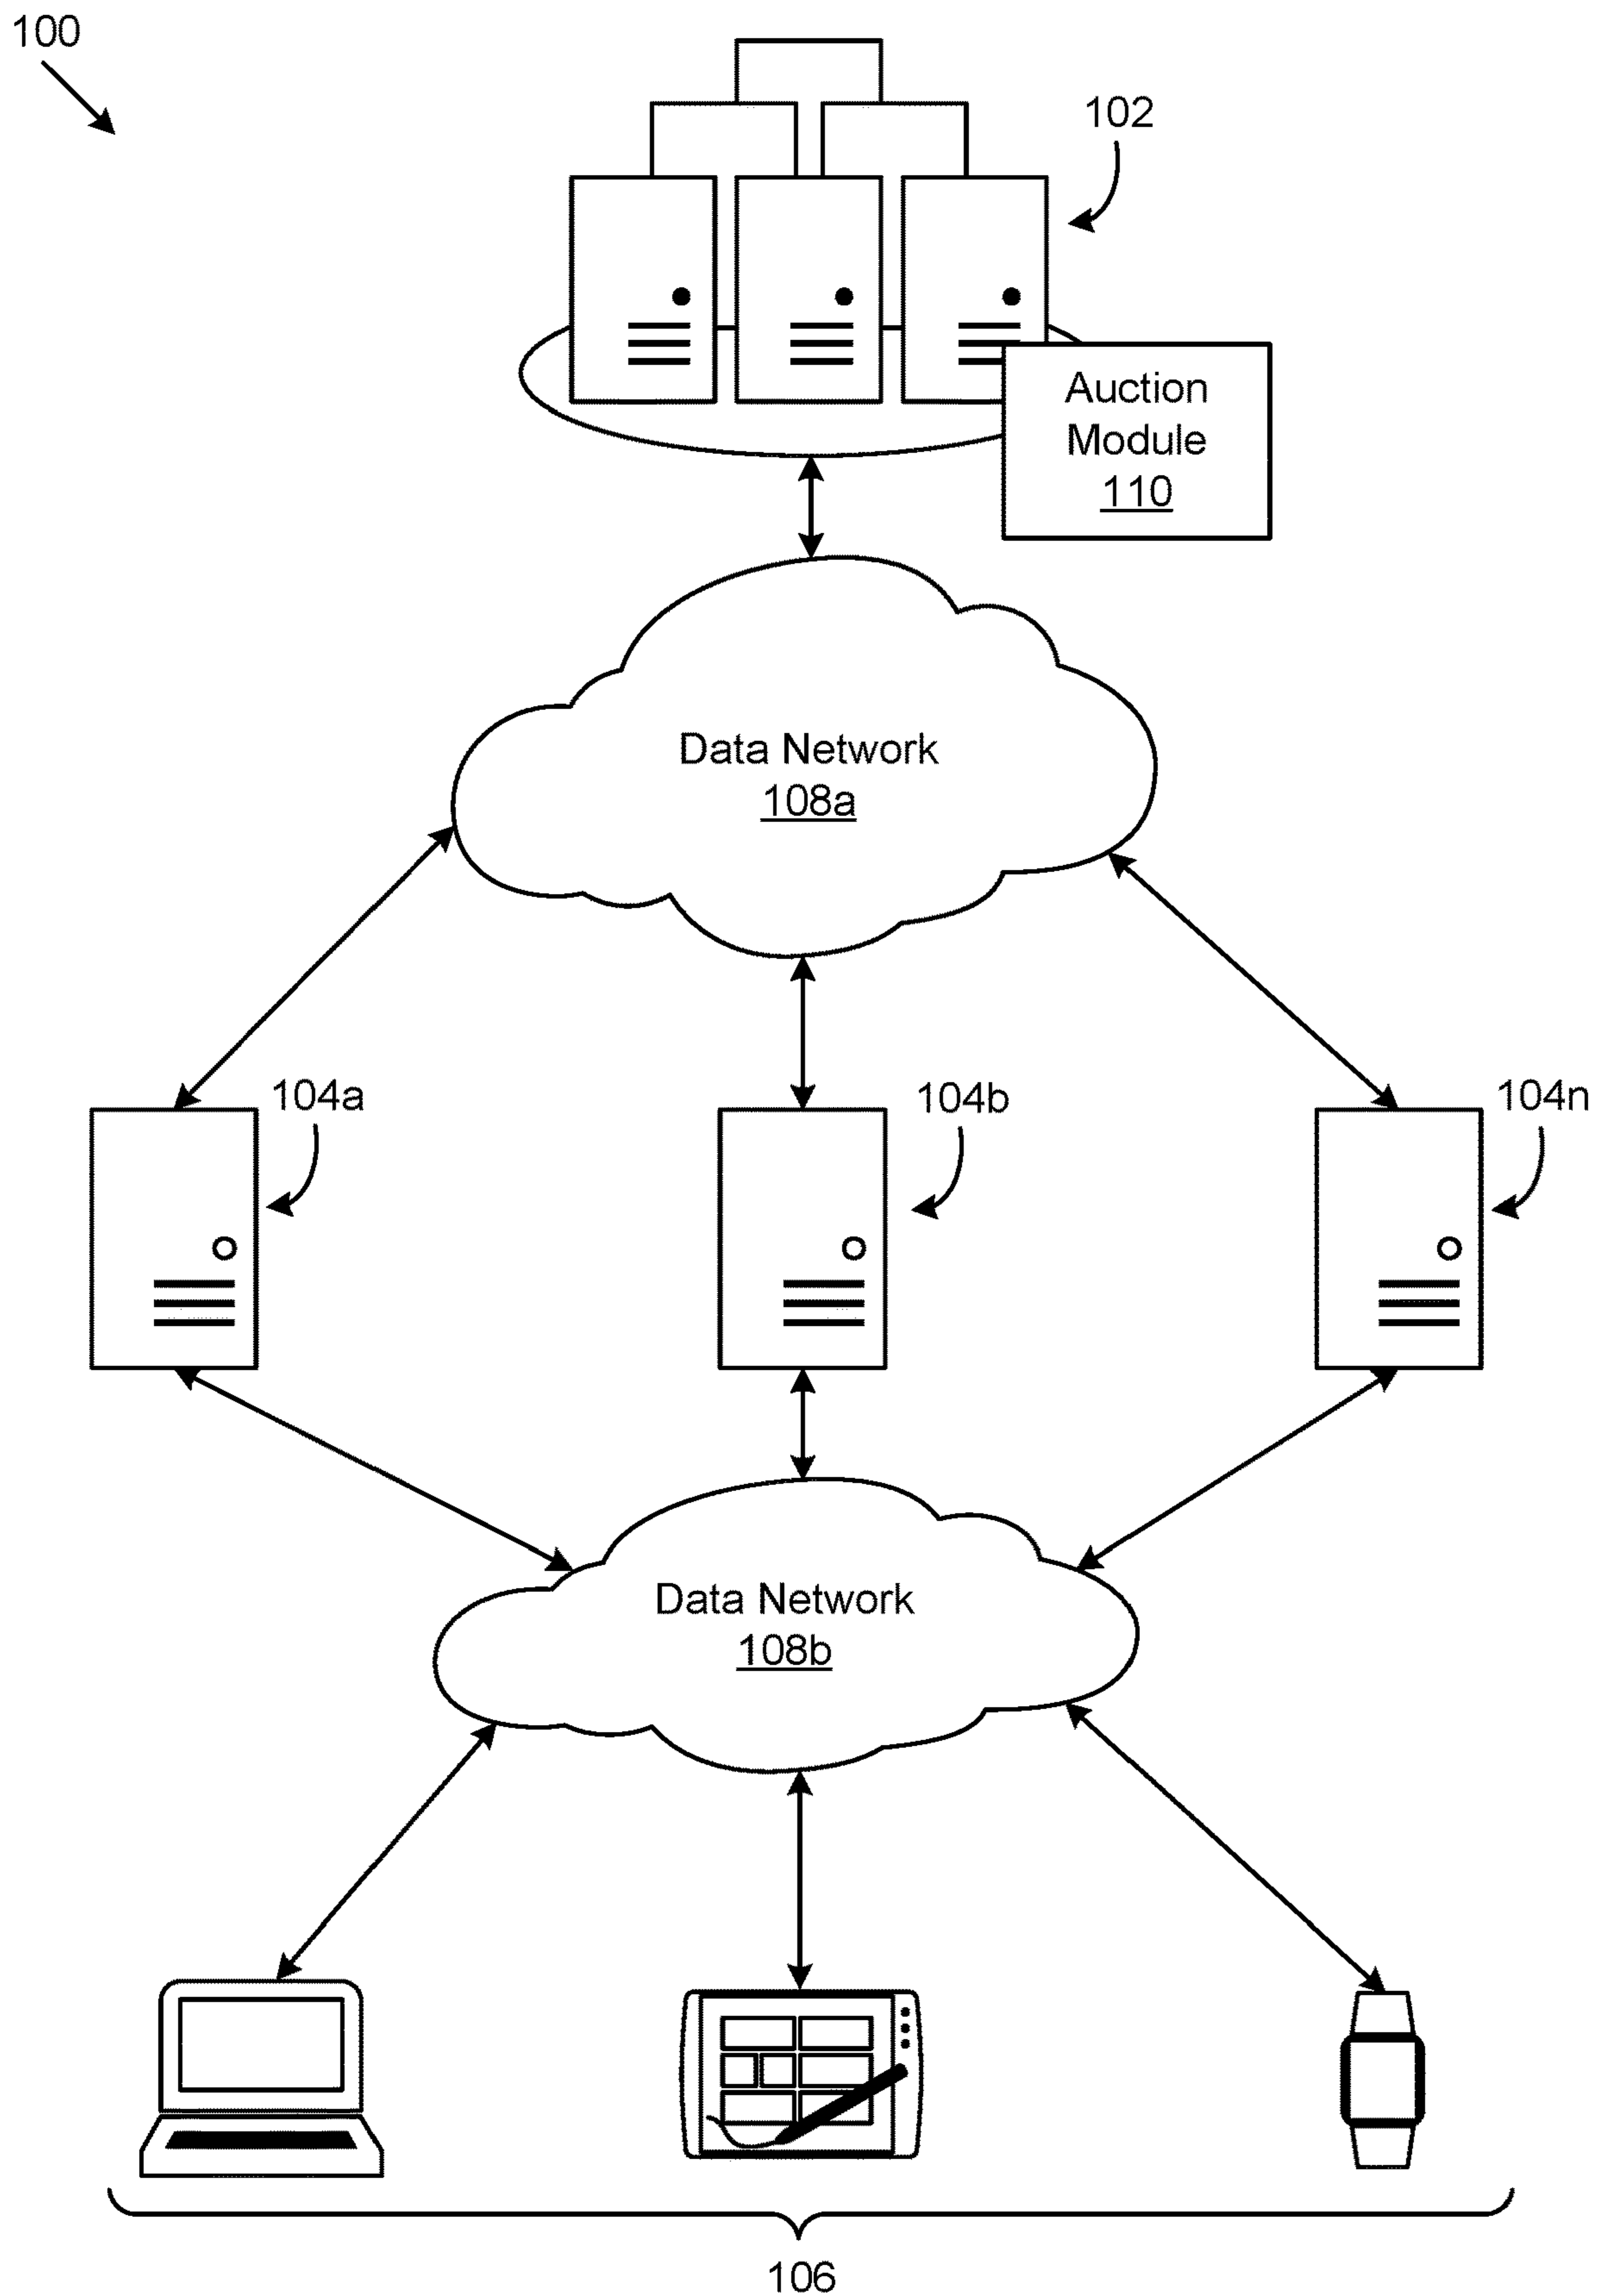 100
102
Auction
Module
110
Data Network
108a
104a
104b
104n
Data Network
108b
106